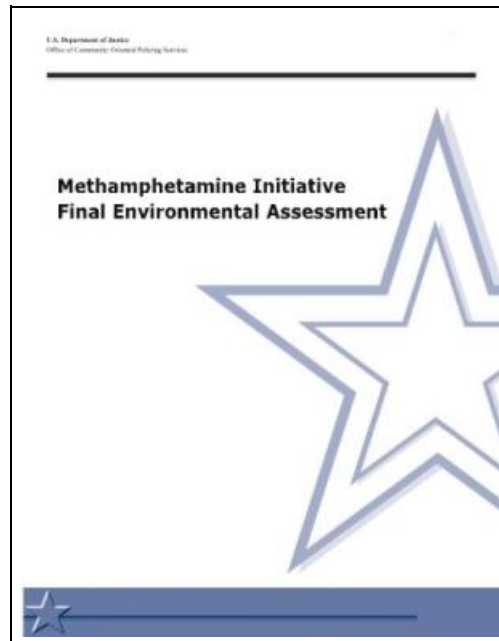 U.S. Department of Justice
Office of Community Oriented Policing Services
Methamphetamine Initiative
Final Environmental Assessment